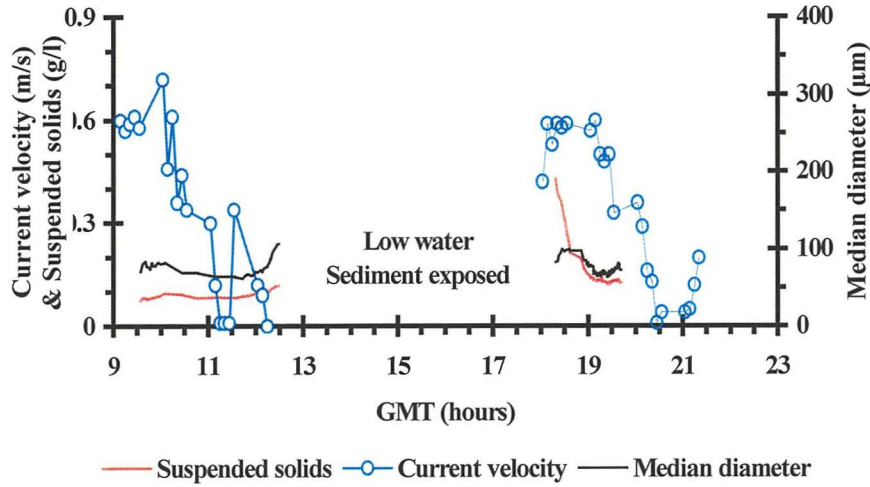 Current velocity (m/s)
& Suspended solids (g/l)
0.9
0.6
0.3
0
400
300
200
100
0
Median diameter (μm)
Low water
Sediment exposed
9 11 13 15 17 19 21 23
GMT (hours)
Suspended solids Current velocity Median diameter